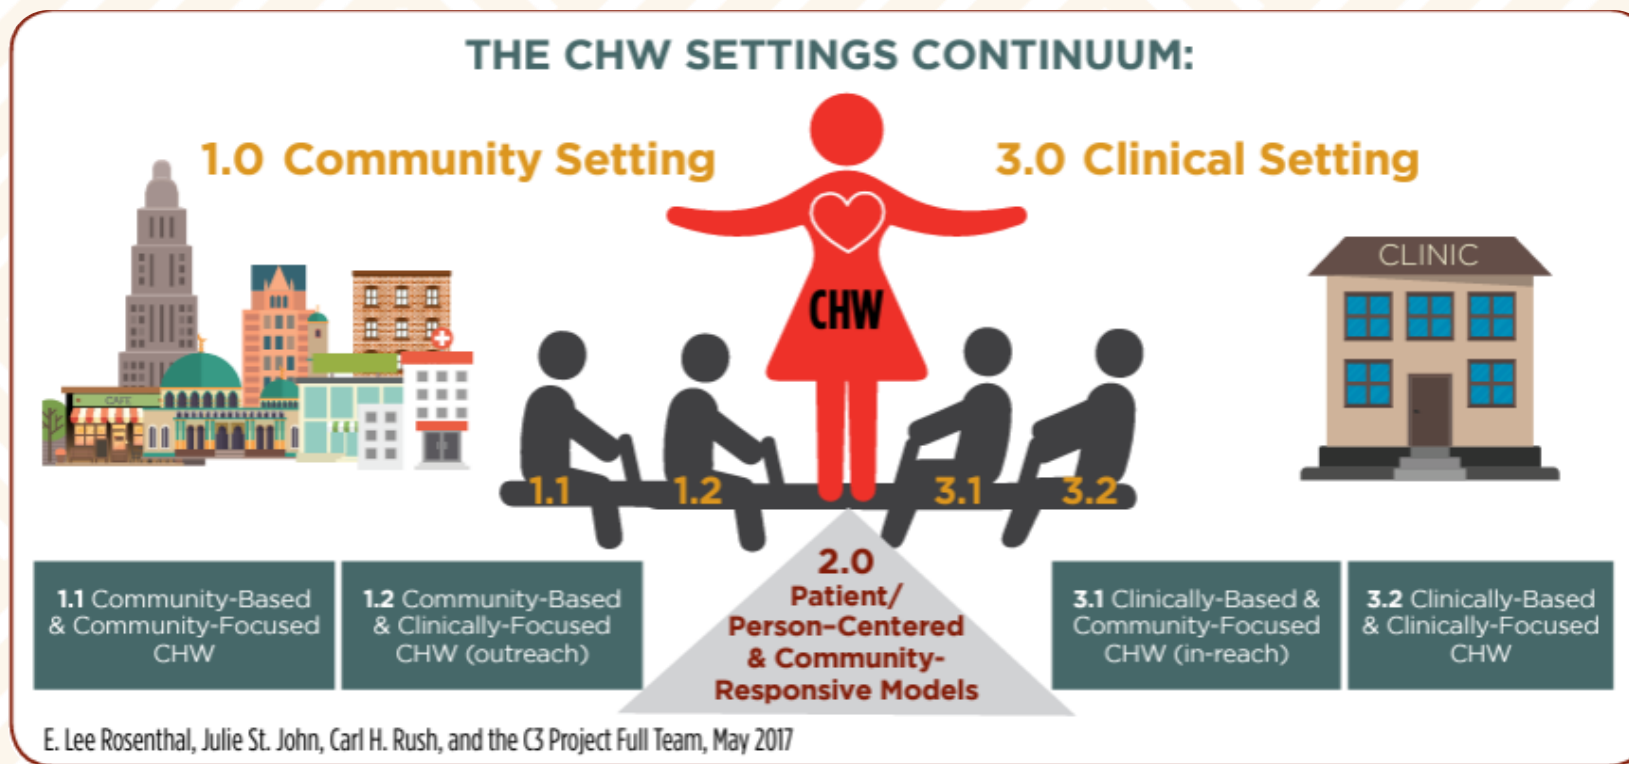 THE CHW SETTINGS CONTINUUM:
1.0 Community Setting
3.0 Clinical Setting
CLINIC
CHW
CAFE
1.1
1.2
3.1
3.2
1.1 Community-Based
& Community-Focused
CHW
1.2 Community-Based
& Clinically-Focused
CHW (outreach)
2.0
Patient/
Person–Centered
& Community-
Responsive Models
3.1 Clinically-Based &
Community-Focused
CHW (in-reach)
3.2 Clinically-Based
& Clinically-Focused
CHW
E. Lee Rosenthal, Julie St. John, Carl H. Rush, and the C3 Project Full Team, May 2017